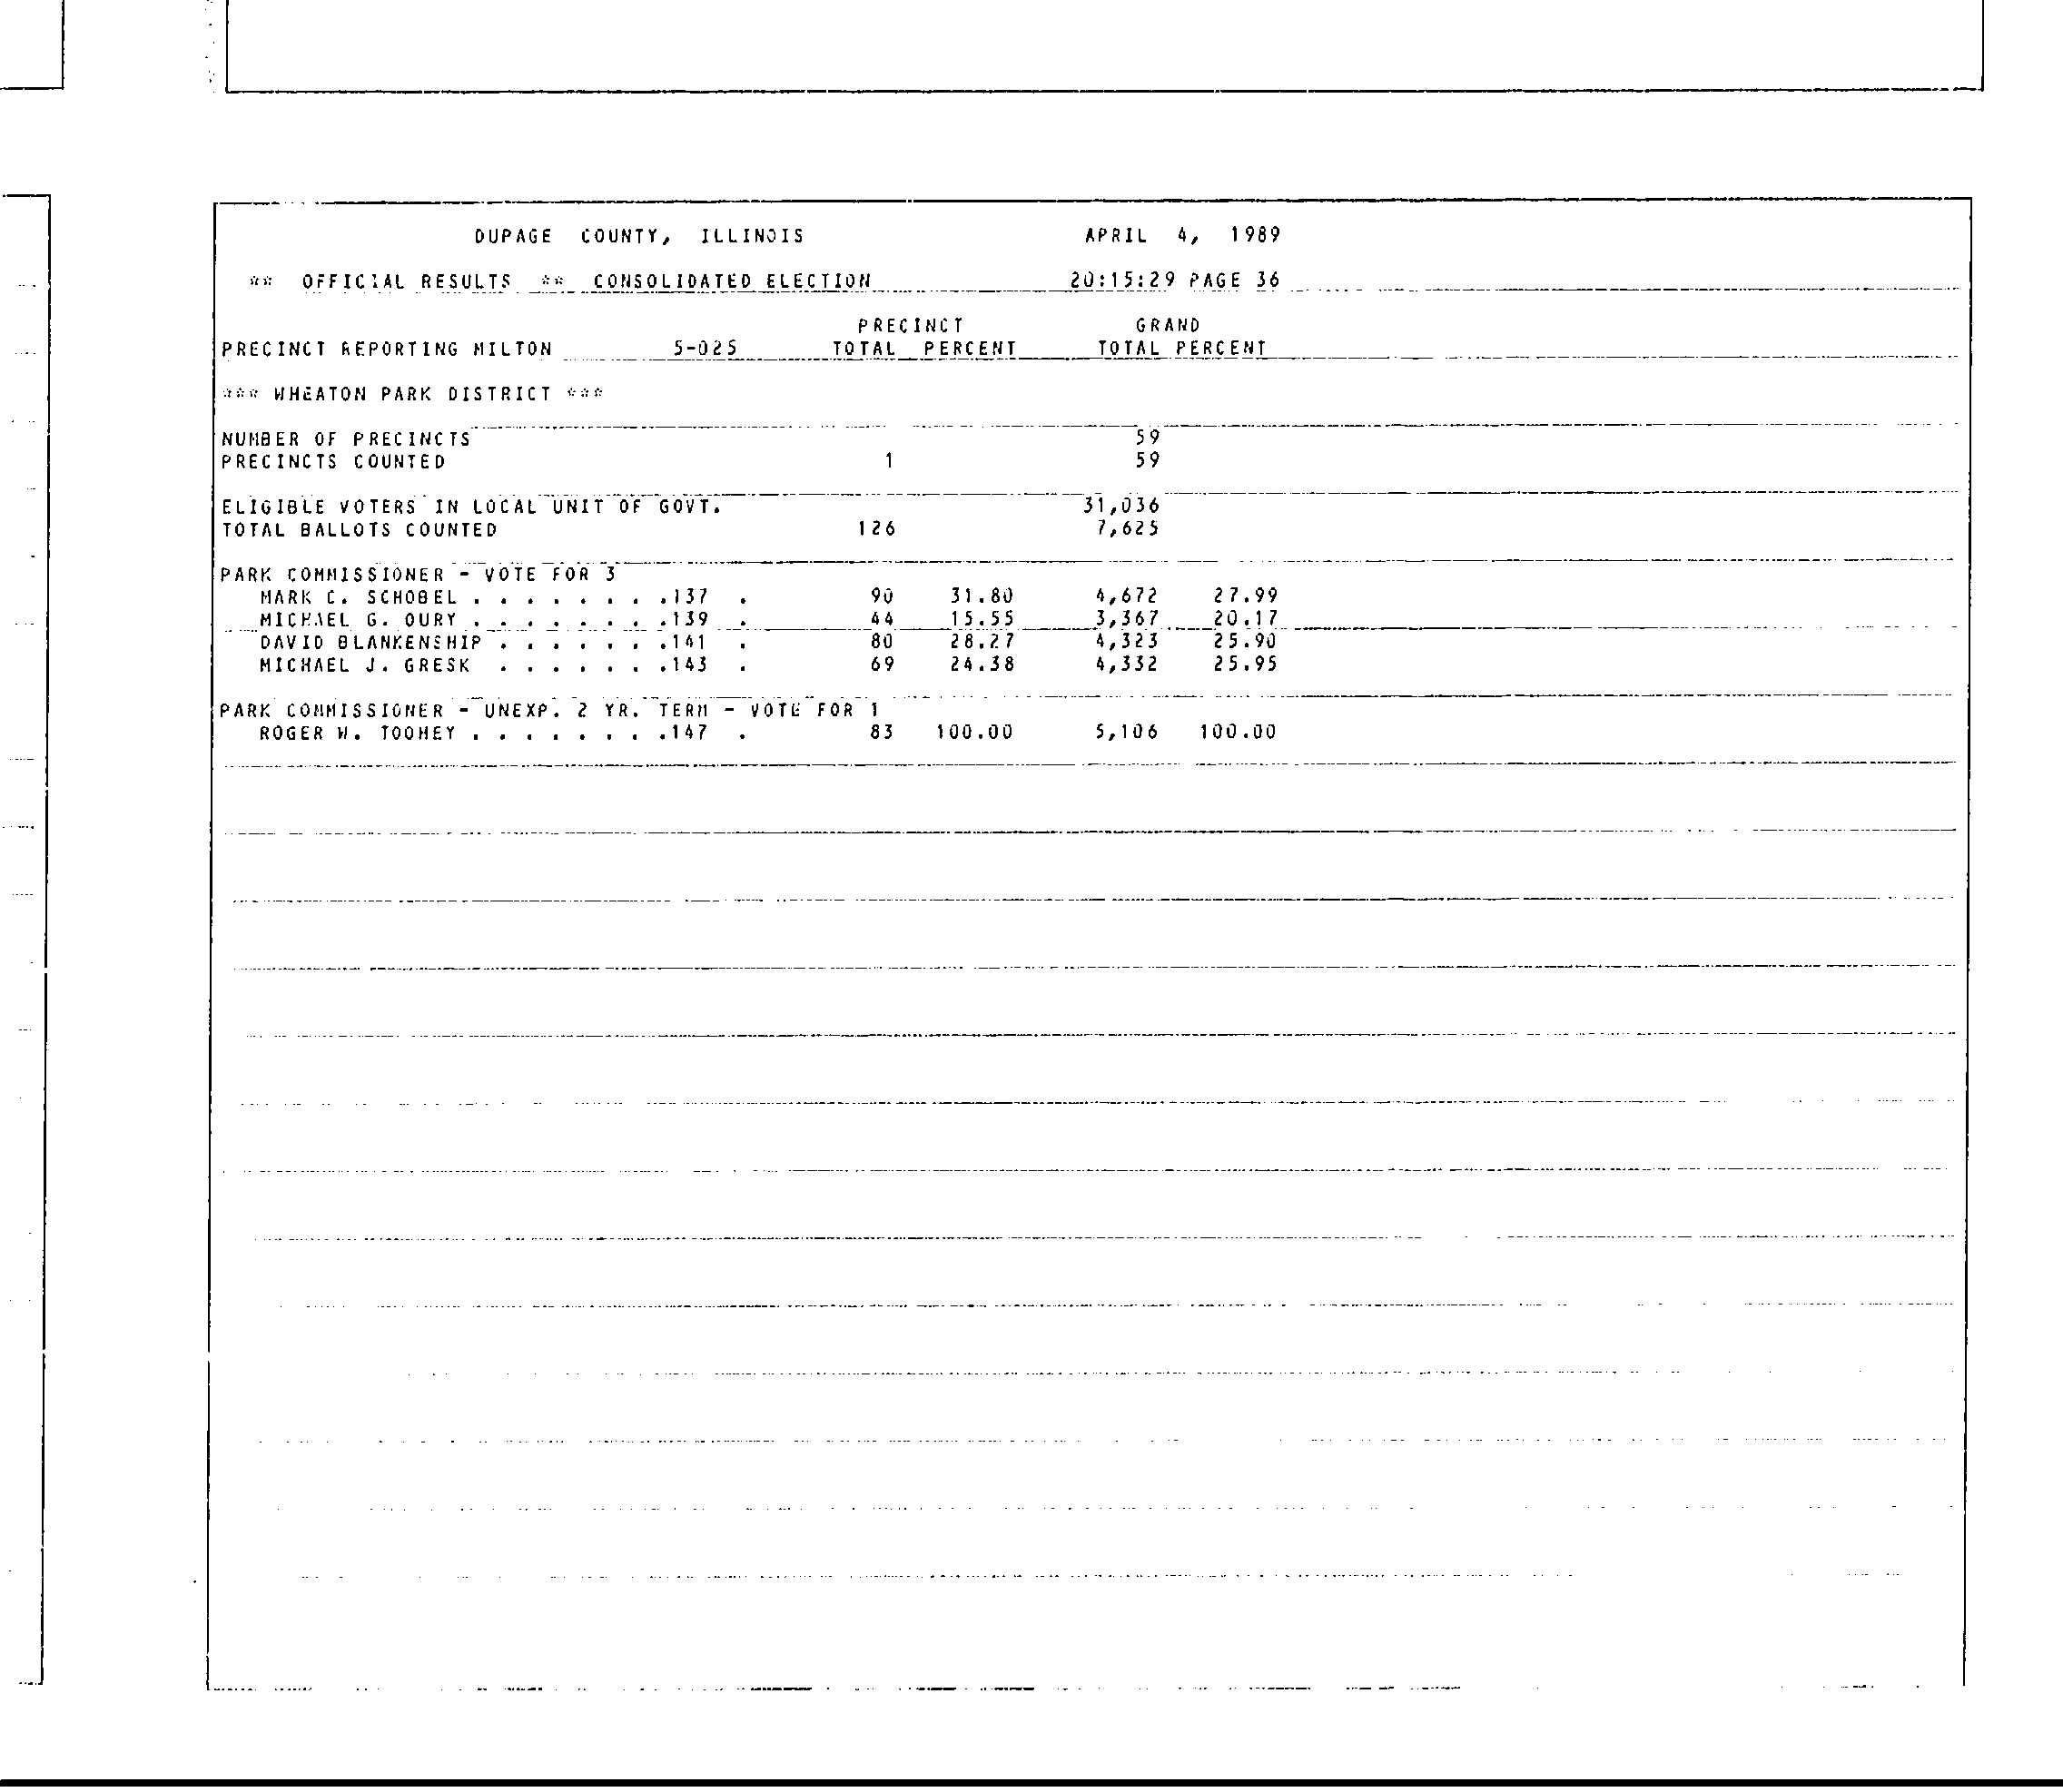 DUPAGE COUNTY, ILLINOIS APRIL 4, 1989
** OFFICIAL RESULTS ** CONSOLIDATED ELECTION 20:15:29 PAGE 36
PRECINCT GRAND
PRECINCT REPORTING MILTON 5-025 TOTAL PERCENT TOTAL PERCENT
*** WHEATON PARK DISTRICT ***
NUMBER OF PRECINCTS 59
PRECINCTS COUNTED 1 59
ELIGIBLE VOTERS IN LOCAL UNIT OF GOVT. 31,036
TOTAL BALLOTS COUNTED 126 7,625
PARK COMMISSIONER - VOTE FOR 3
MARK C. SCHOBEL . . . . . . . .137 . 90 31.80 4,672 27.99
MICHAEL G. OURY . . . . . . . .139 . 44 15.55 3,367 20.17
DAVID BLANKENSHIP . . . . . . .141 . 80 28.27 4,323 25.90
MICHAEL J. GRESK . . . . . . .143 . 69 24.38 4,332 25.95
PARK COMMISSIONER - UNEXP. 2 YR. TERM - VOTE FOR 1
ROGER W. TOOHEY . . . . . . . .147 . 83 100.00 5,106 100.00